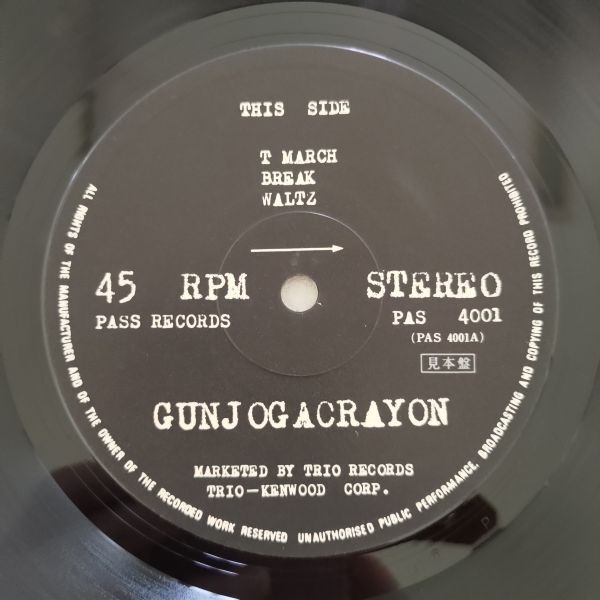 THIS SIDE
T MARCH
BREAK
WALTZ
45 RPM STEREO
PASS RECORDS PAS 4001
(PAS 4001A)
見本盤
GUNJOGACRAYON
MARKETED BY TRIO RECORDS
TRIO-KENWOOD CORP.
ALL RIGHTS OF THE MANUFACTURER AND OF THE OWNER OF THE RECORDED WORK RESERVED UNAUTHORISED PUBLIC PERFORMANCE, BROADCASTING AND COPYING OF THIS RECORD PROHIBITED